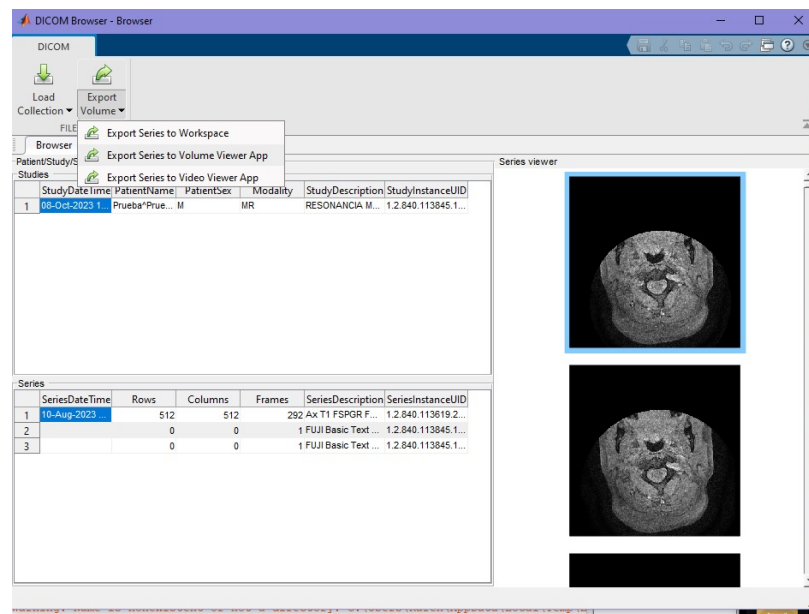 DICOM Browser - Browser
DICOM
Load Collection
Export Volume
FILE
Export Series to Workspace
Export Series to Volume Viewer App
Export Series to Video Viewer App
Browser
Patient/Study/S
Series viewer
Studies
StudyDateTime PatientName PatientSex Modality StudyDescription StudyInstanceUID
1 08-Oct-2023 1... Prueba^Prue... M MR RESONANCIA M... 1.2.840.113845.1...
Series
SeriesDateTime Rows Columns Frames SeriesDescription SeriesInstanceUID
1 10-Aug-2023 ... 512 512 292 Ax T1 FSPGR F... 1.2.840.113619.2...
2 0 0 1 FUJI Basic Text ... 1.2.840.113845.1...
3 0 0 1 FUJI Basic Text ... 1.2.840.113845.1...